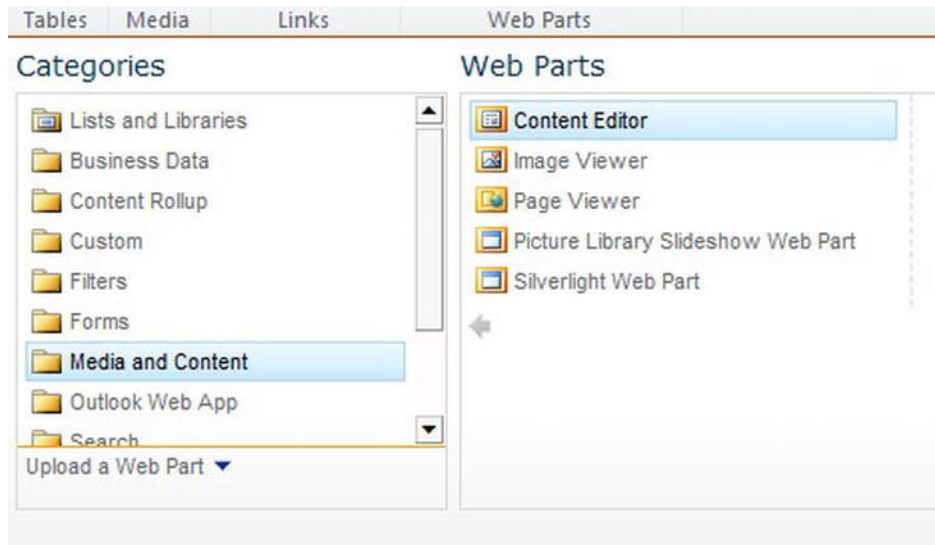 Tables Media Links Web Parts
Categories
Lists and Libraries
Business Data
Content Rollup
Custom
Filters
Forms
Media and Content
Outlook Web App
Search
Upload a Web Part
Web Parts
Content Editor
Image Viewer
Page Viewer
Picture Library Slideshow Web Part
Silverlight Web Part